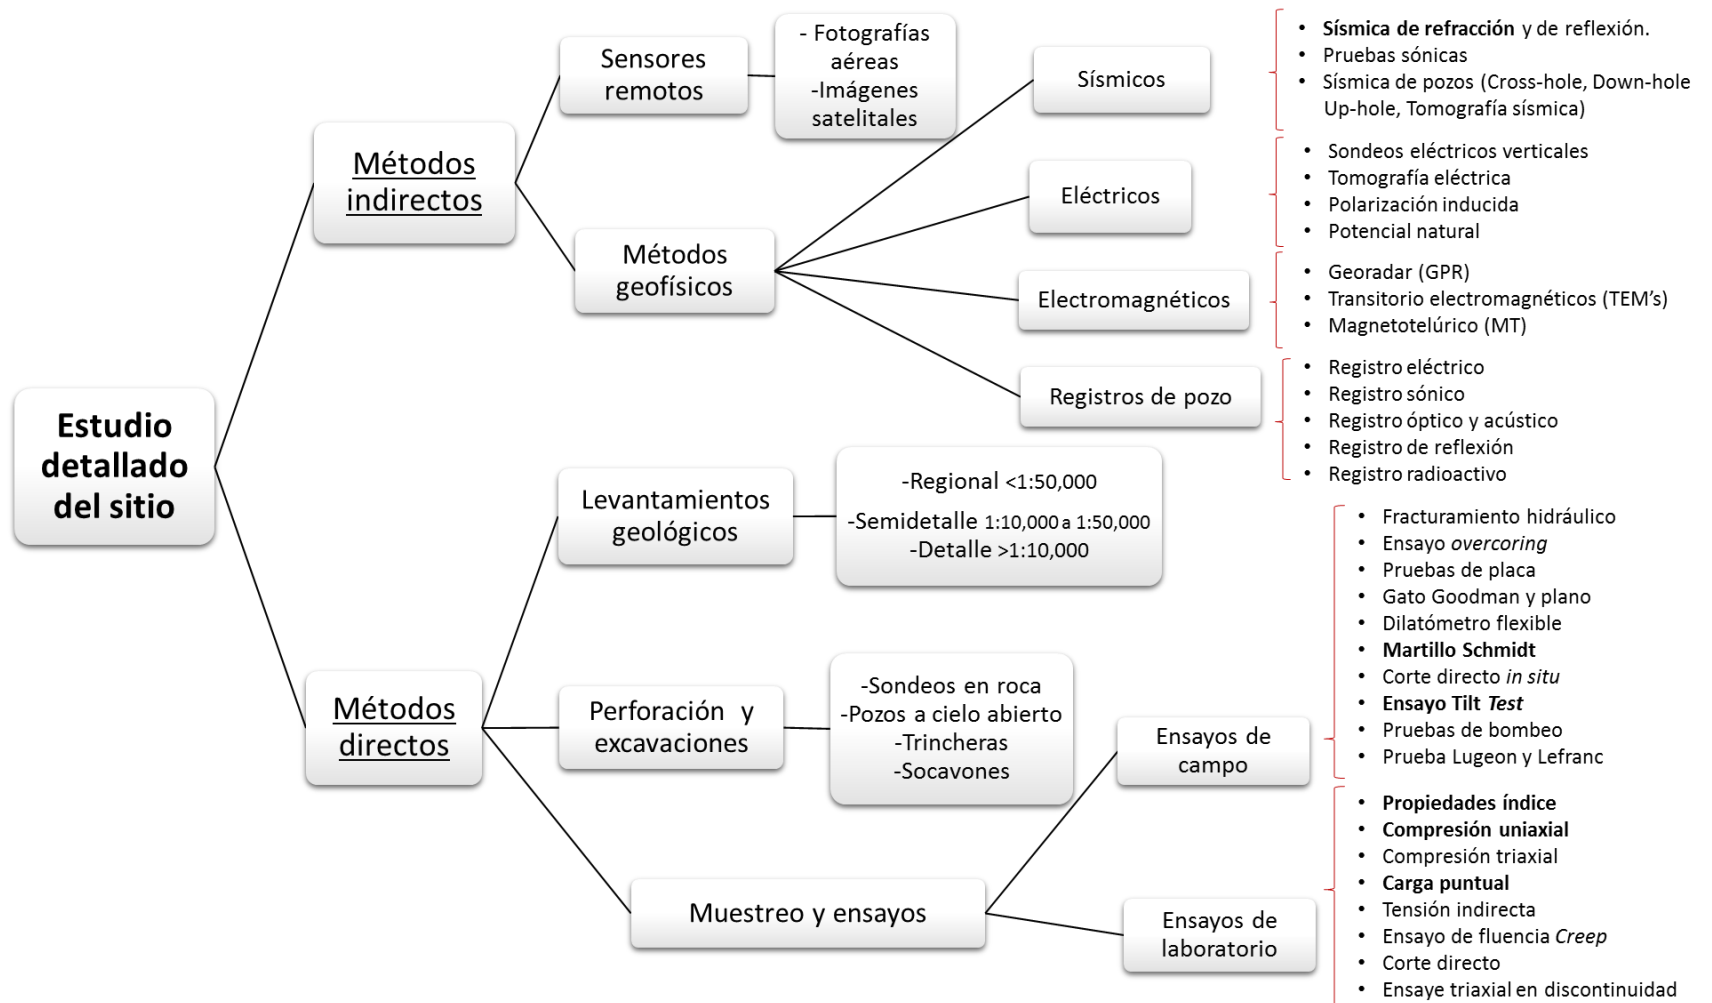 Estudio
detallado
del sitio
Métodos
indirectos
Sensores
remotos
- Fotografías
aéreas
-Imágenes
satelitales
Métodos
geofísicos
Sísmicos
• Sísmica de refracción y de reflexión.
• Pruebas sónicas
• Sísmica de pozos (Cross-hole, Down-hole
Up-hole, Tomografía sísmica)
Eléctricos
• Sondeos eléctricos verticales
• Tomografía eléctrica
• Polarización inducida
• Potencial natural
Electromagnéticos
• Georadar (GPR)
• Transitorio electromagnéticos (TEM’s)
• Magnetotelúrico (MT)
Registros de pozo
• Registro eléctrico
• Registro sónico
• Registro óptico y acústico
• Registro de reflexión
• Registro radioactivo
Métodos
directos
Levantamientos
geológicos
-Regional <1:50,000
-Semidetalle 1:10,000 a 1:50,000
-Detalle >1:10,000
Perforación y
excavaciones
-Sondeos en roca
-Pozos a cielo abierto
-Trincheras
-Socavones
Muestreo y ensayos
Ensayos de
campo
• Fracturamiento hidráulico
• Ensayo overcoring
• Pruebas de placa
• Gato Goodman y plano
• Dilatómetro flexible
• Martillo Schmidt
• Corte directo in situ
• Ensayo Tilt Test
• Pruebas de bombeo
• Prueba Lugeon y Lefranc
Ensayos de
laboratorio
• Propiedades índice
• Compresión uniaxial
• Compresión triaxial
• Carga puntual
• Tensión indirecta
• Ensayo de fluencia Creep
• Corte directo
• Ensaye triaxial en discontinuidad